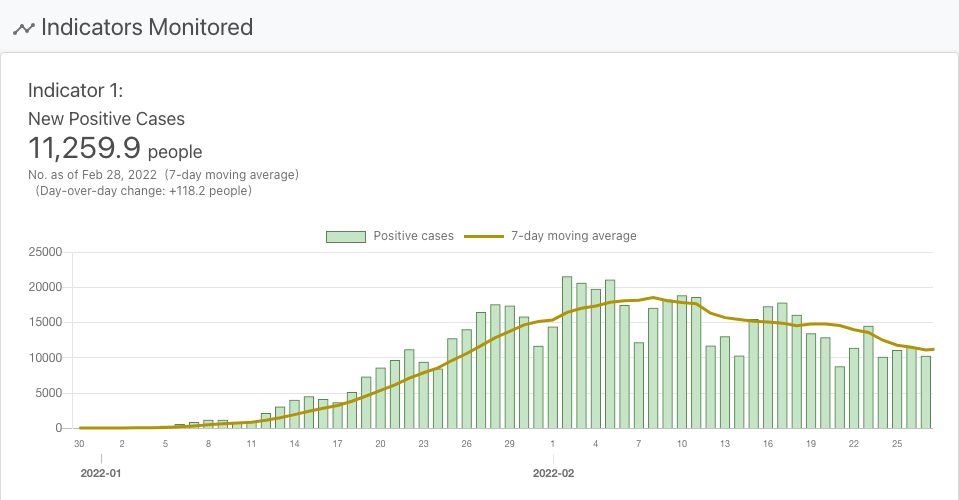 Indicators Monitored
Indicator 1:
New Positive Cases
11,259.9 people
No. as of Feb 28, 2022 (7-day moving average)
(Day-over-day change: +118.2 people)
Positive cases 7-day moving average
25000
20000
15000
10000
5000
0
30 2 5 8 11 14 17 20 23 26 29 1 4 7 10 13 16 19 22 25
2022-01 2022-02